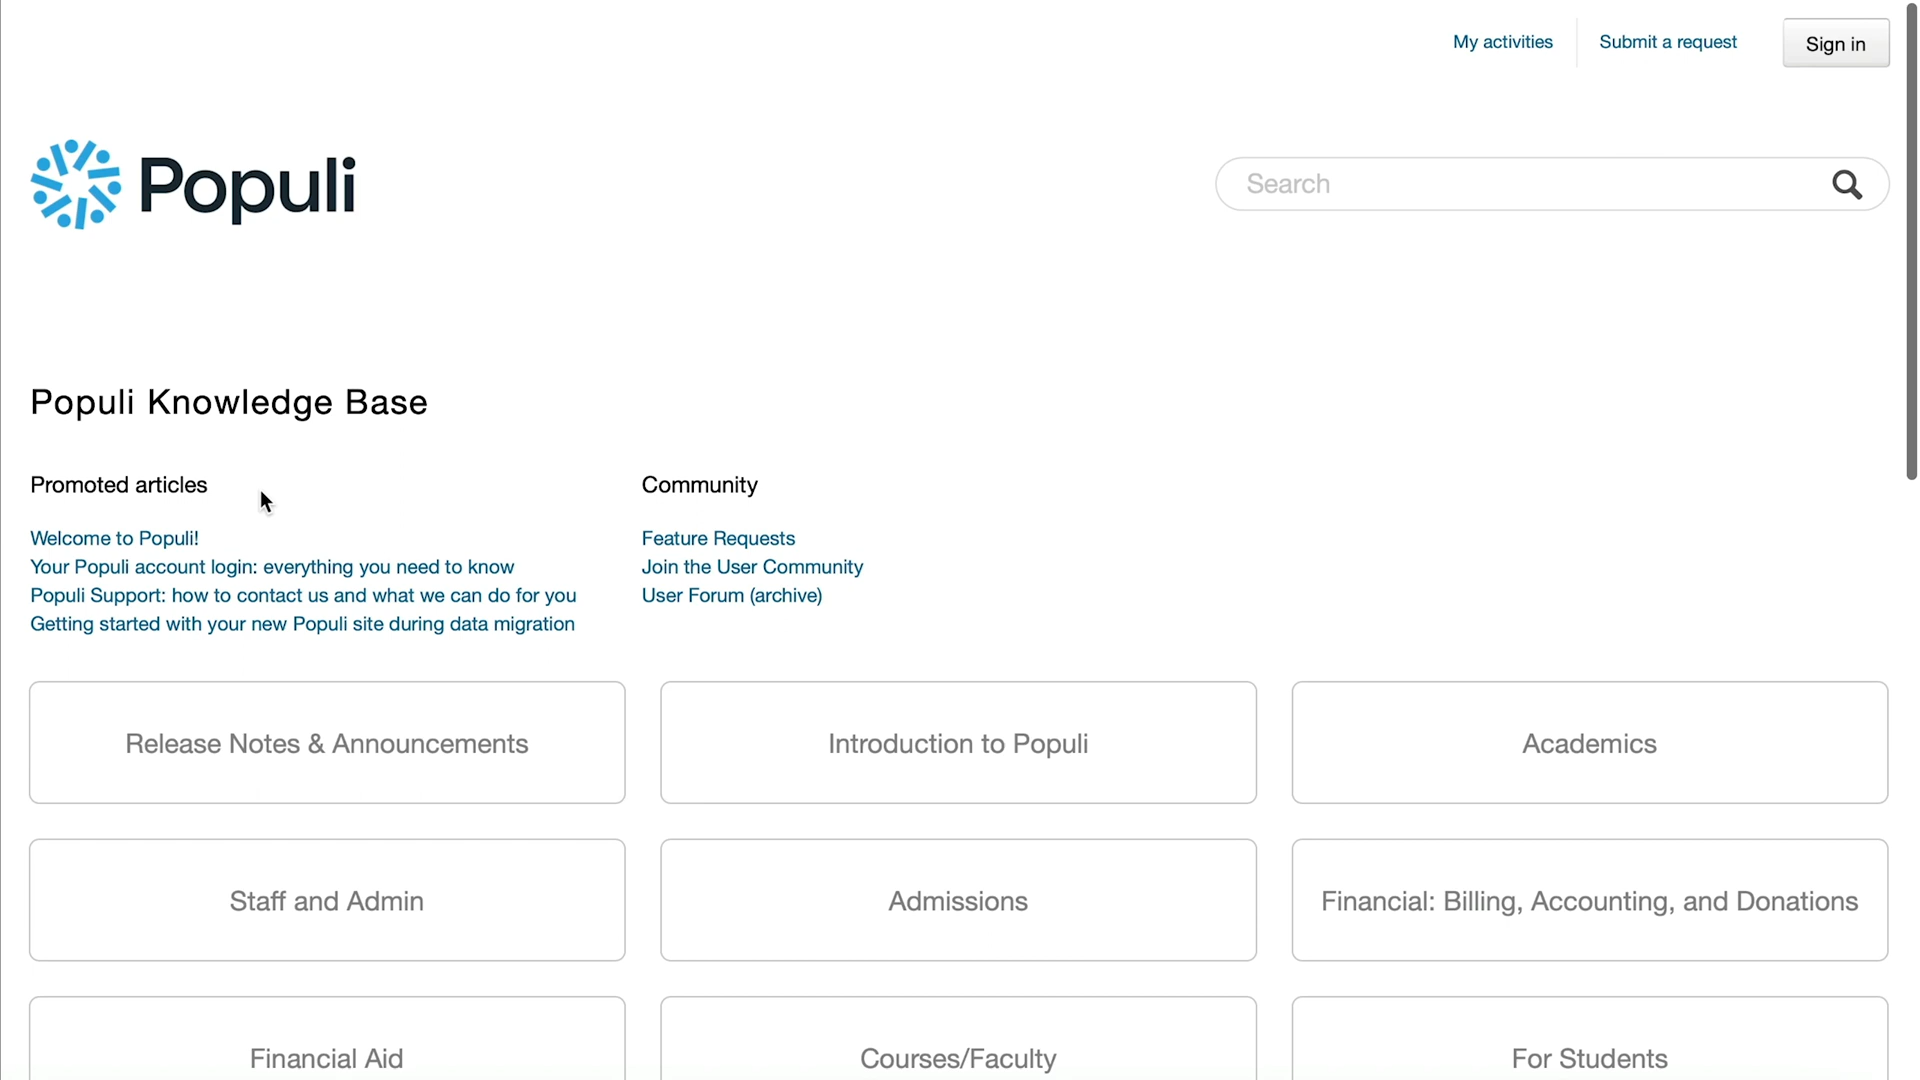 My activities
Submit a request
Sign in
Populi
Search
Populi Knowledge Base
Promoted articles
Welcome to Populi!
Your Populi account login: everything you need to know
Populi Support: how to contact us and what we can do for you
Getting started with your new Populi site during data migration
Community
Feature Requests
Join the User Community
User Forum (archive)
Release Notes & Announcements
Introduction to Populi
Academics
Staff and Admin
Admissions
Financial: Billing, Accounting, and Donations
Financial Aid
Courses/Faculty
For Students